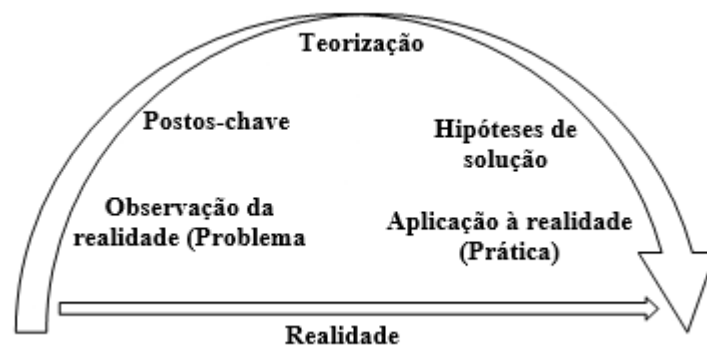 Teorização
Postos-chave
Hipóteses de
solução
Observação da
realidade (Problema
Aplicação à realidade
(Prática)
Realidade